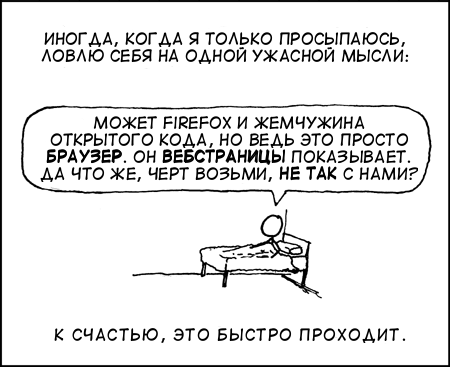 ИНОГДА, КОГДА Я ТОЛЬКО ПРОСЫПАЮСЬ,
ЛОВЛЮ СЕБЯ НА ОДНОЙ УЖАСНОЙ МЫСЛИ:
МОЖЕТ FIREFOX И ЖЕМЧУЖИНА
ОТКРЫТОГО КОДА, НО ВЕДЬ ЭТО ПРОСТО
БРАУЗЕР. ОН ВЕБСТРАНИЦЫ ПОКАЗЫВАЕТ.
ДА ЧТО ЖЕ, ЧЕРТ ВОЗЬМИ, НЕ ТАК С НАМИ?
К СЧАСТЬЮ, ЭТО БЫСТРО ПРОХОДИТ.